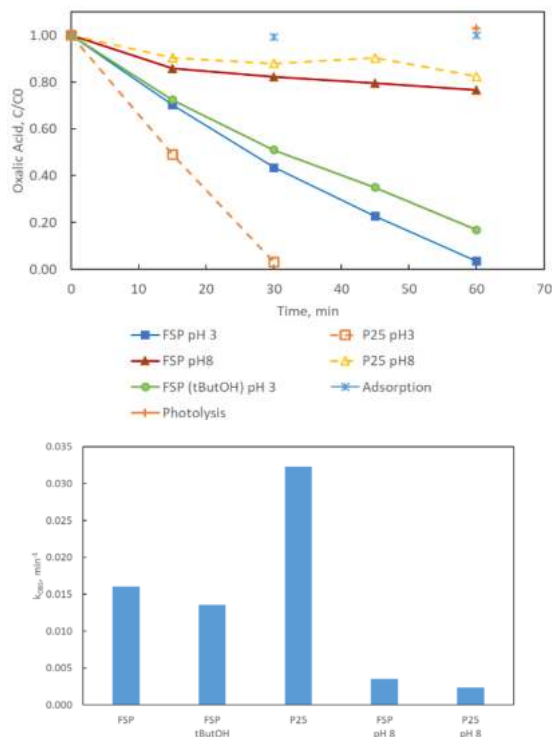 1.00
0.80
0.60
0.40
0.20
0.00
Oxalic Acid, C/C0
0 10 20 30 40 50 60 70
Time, min
FSP pH 3 P25 pH3
FSP pH8 P25 pH8
FSP (tButOH) pH 3 Adsorption
Photolysis
0.035
0.030
0.025
0.020
0.015
0.010
0.005
0.000
kOBS, min-1
FSP FSP P25 FSP P25
tButOH pH 8 pH 8